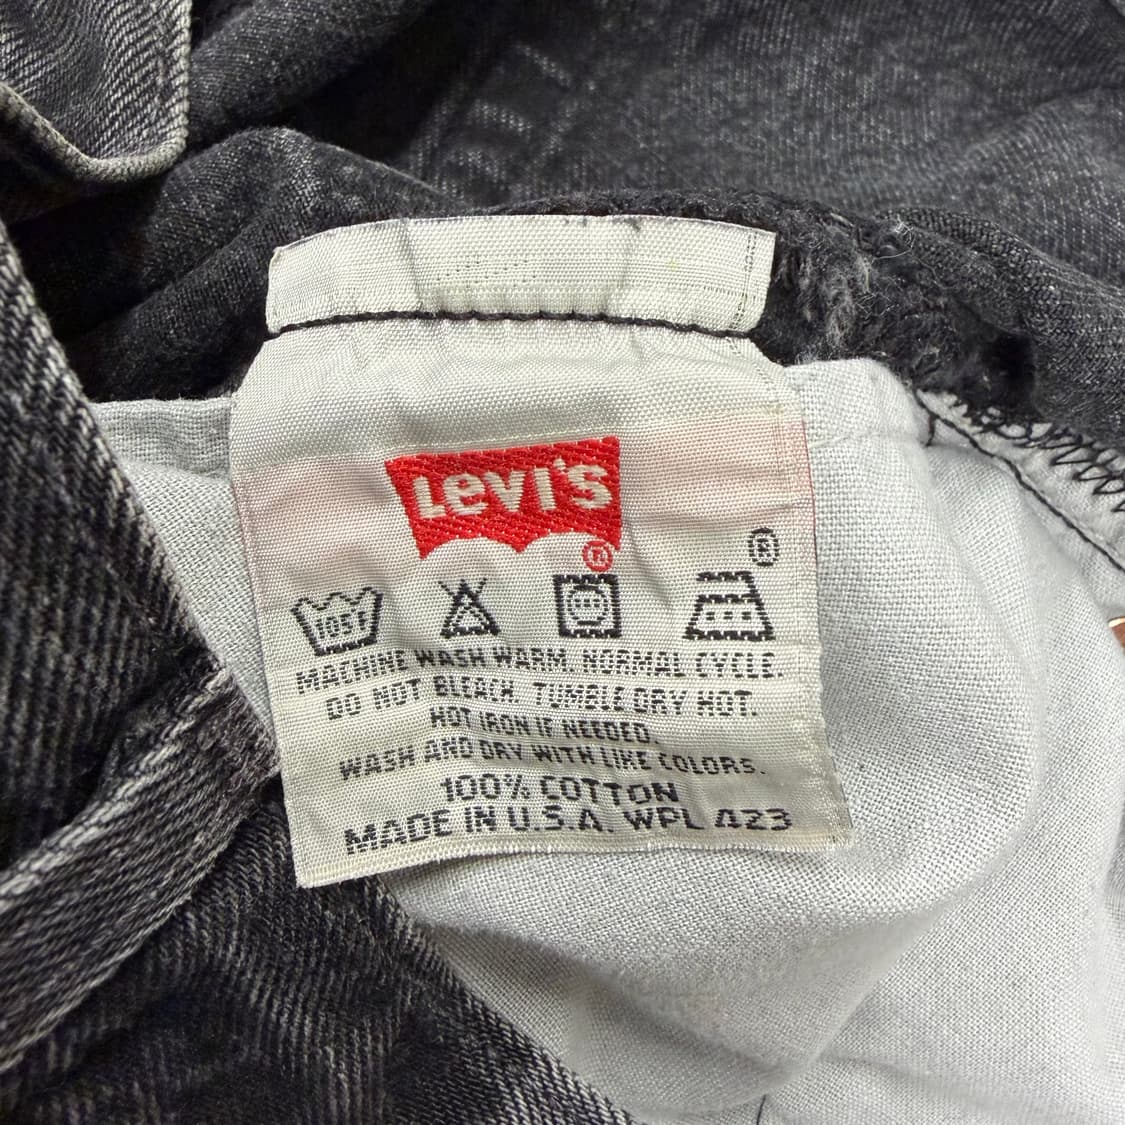 LEVI'S
®
®
105F
MACHINE WASH WARM. NORMAL CYCLE.
DO NOT BLEACH. TUMBLE DRY HOT.
HOT IRON IF NEEDED.
WASH AND DRY WITH LIKE COLORS.
100% COTTON
MADE IN U.S.A. WPL 423